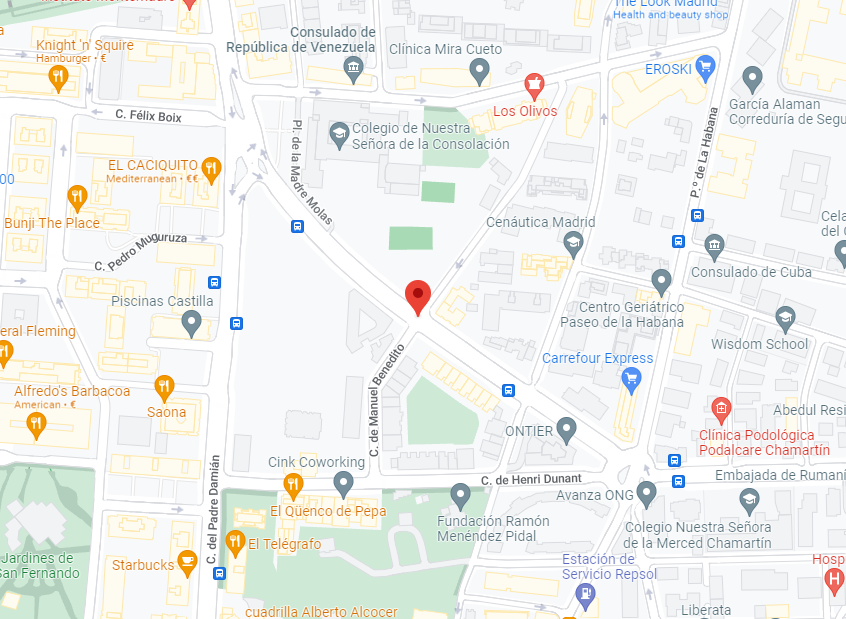 Instituto Montemadre
The Look Madrid
Health and beauty shop
Consulado de
República de Venezuela
Knight 'n' Squire
Hamburger • €
Clínica Mira Cueto
EROSKI
Los Olivos
García Alaman
Correduría de Segu
C. Félix Boix
Pl. de la Madre Molas
Colegio de Nuestra
Señora de la Consolación
P.º de La Habana
EL CACIQUITO
Mediterranean • €€
00
Bunji The Place
Cenáutica Madrid
Cela
del C
C. Pedro Muguruza
Consulado de Cuba
Piscinas Castilla
Centro Geriátrico
Paseo de la Habana
eral Fleming
Wisdom School
Carrefour Express
C. de Manuel Benedito
Alfredo's Barbacoa
American • €
Saona
Abedul Resi
ONTIER
Clínica Podológica
Podalcare Chamartín
C. del Padre Damián
Cink Coworking
C. de Henri Dunant
Embajada de Rumaní
Avanza ONG
El Qüenco de Pepa
Fundación Ramón
Menéndez Pidal
Colegio Nuestra Señora
de la Merced Chamartín
El Telégrafo
Jardines de
San Fernando
Starbucks
Estación de
Servicio Repsol
Hosp
cuadrilla Alberto Alcocer
Liberata